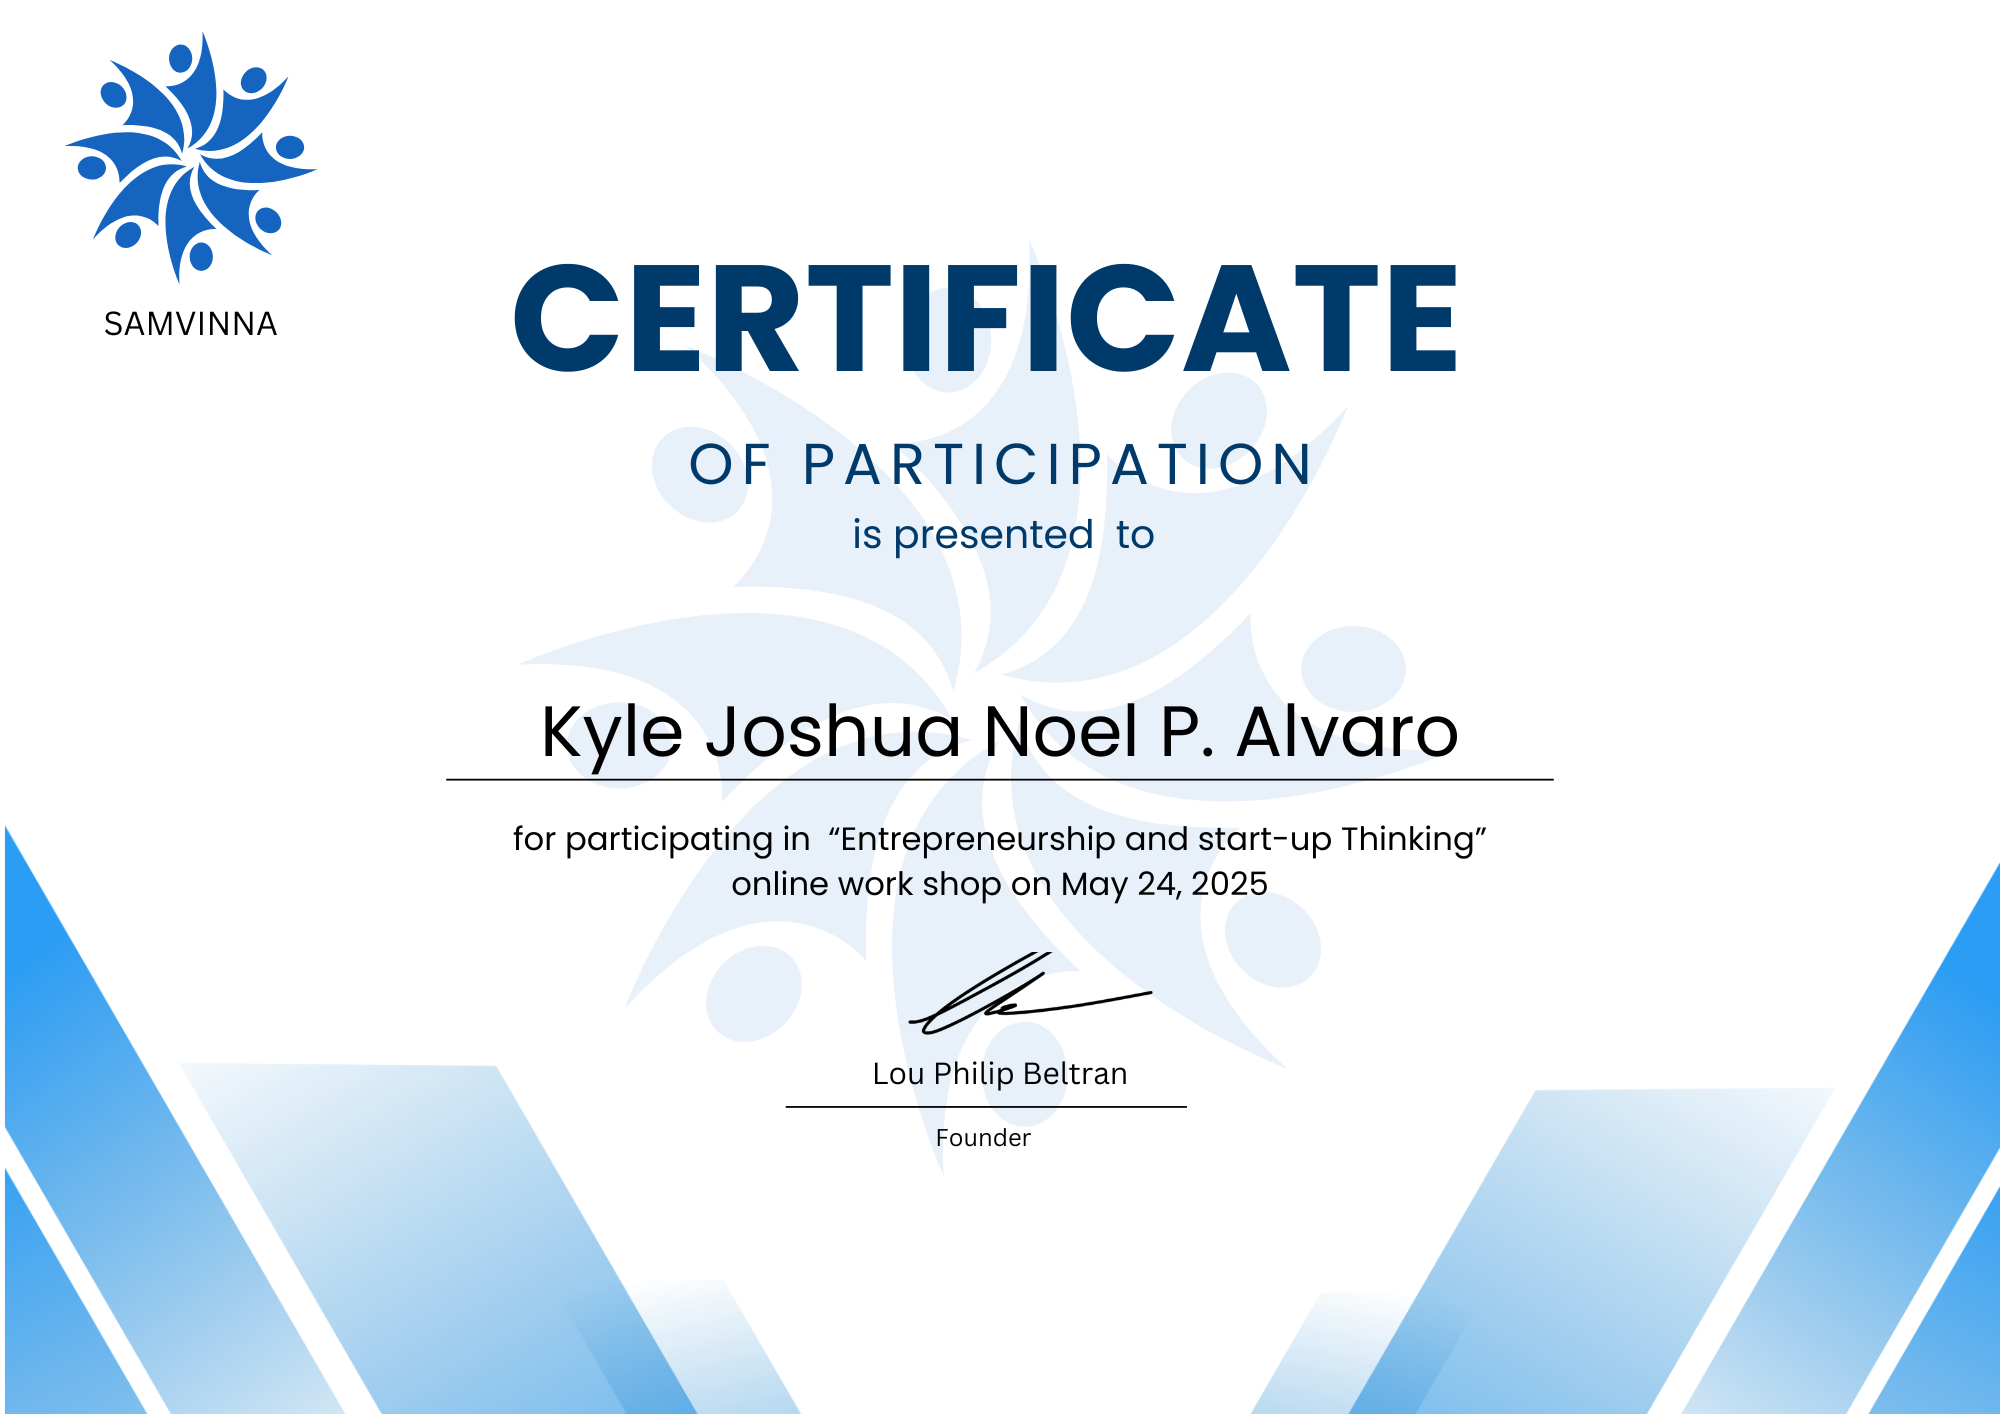 SAMVINNA
CERTIFICATE
OF PARTICIPATION
is presented  to
Kyle Joshua Noel P. Alvaro
for participating in  “Entrepreneurship and start-up Thinking”
online work shop on May 24, 2025
Lou Philip Beltran
Founder